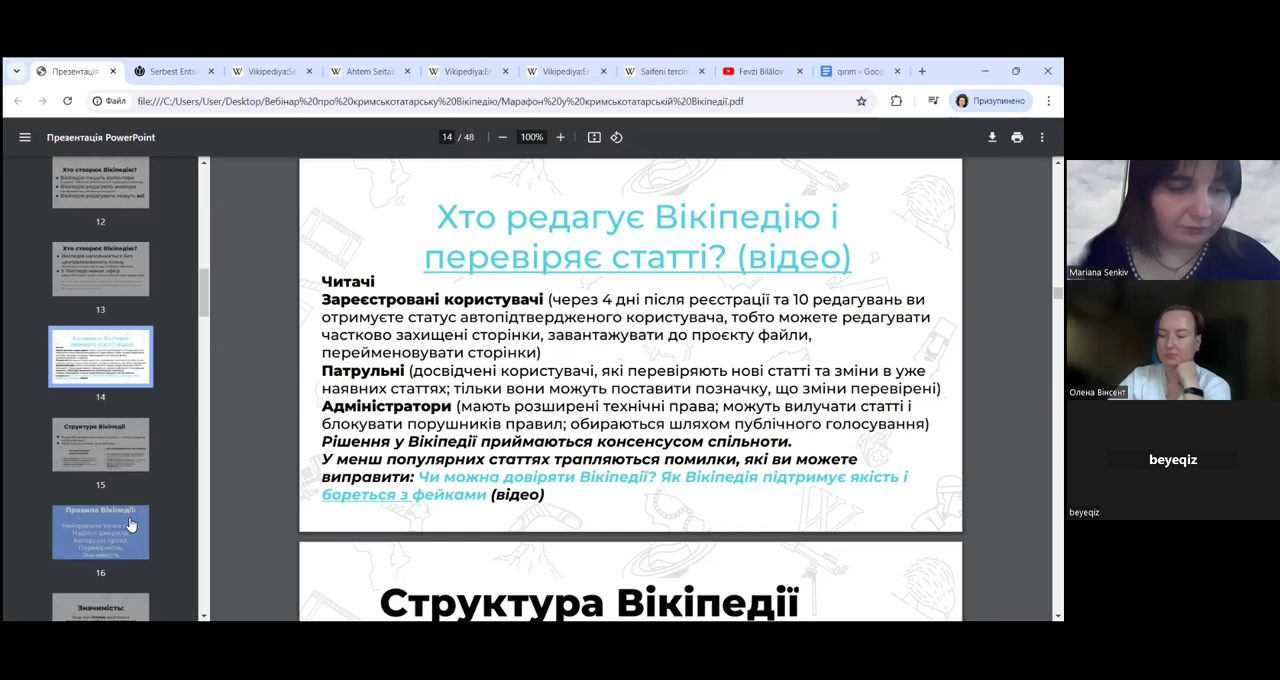 Презентація
Serbest Entsi
Vikipediya:Se
Ahtem Seitab
Vikipediya:Er
Vikipediya:Er
Saifeni tercim
Fevzi Bilâlov
qırım - Goog
Файл
file:///C:/Users/User/Desktop/Вебінар%20про%20кримськотатарську%20Вікіпедію/Марафон%20у%20кримськотатарській%20Вікіпедії.pdf
Призупинено
Презентація PowerPoint
14 / 48
100%
Хто створює Вікіпедію?
12
Хто створює Вікіпедію?
13
14
Структура Вікіпедії
15
Правила Вікіпедії:
Авторські права,
Перевірність,
Значимість
16
Значимість:
Хто редагує Вікіпедію і
перевіряє статті? (відео)
Читачі
Зареєстровані користувачі (через 4 дні після реєстрації та 10 редагувань ви
отримуєте статус автопідтвердженого користувача, тобто можете редагувати
частково захищені сторінки, завантажувати до проєкту файли,
перейменовувати сторінки)
Патрульні (досвідчені користувачі, які перевіряють нові статті та зміни в уже
наявних статтях; тільки вони можуть поставити позначку, що зміни перевірені)
Адміністратори (мають розширені технічні права; можуть вилучати статті і
блокувати порушників правил; обираються шляхом публічного голосування)
Рішення у Вікіпедії приймаються консенсусом спільноти.
У менш популярних статтях трапляються помилки, які ви можете
виправити: Чи можна довіряти Вікіпедії? Як Вікіпедія підтримує якість і
бореться з фейками (відео)
Структура Вікіпедії
Mariana Senkiv
Олена Вінсент
beyeqiz
beyeqiz